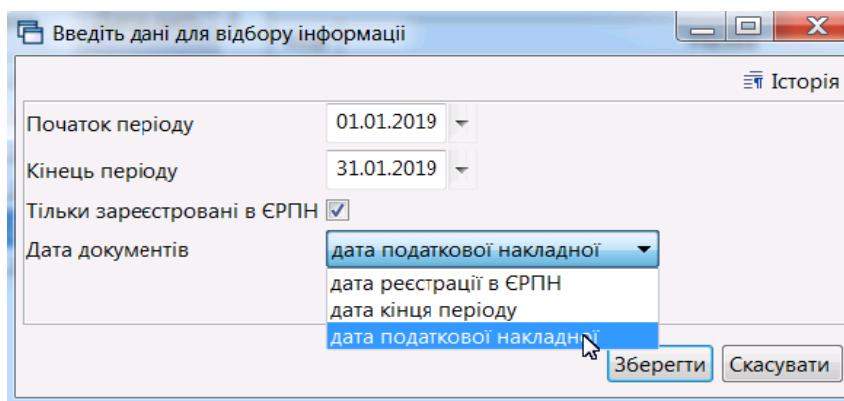 Введіть дані для відбору інформації
Історія
Початок періоду 01.01.2019
Кінець періоду 31.01.2019
Тільки зареєстровані в ЄРПН
Дата документів дата податкової накладної
дата реєстрації в ЄРПН
дата кінця періоду
дата податкової накладної
Зберегти Скасувати